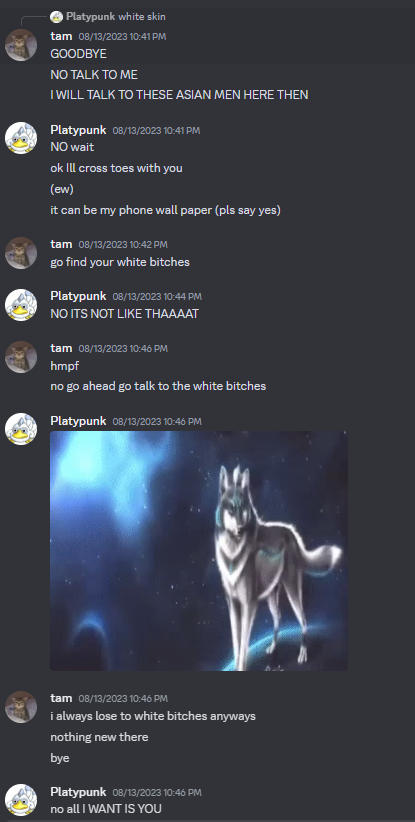 Platypunk white skin
tam 08/13/2023 10:41 PM
GOODBYE
NO TALK TO ME
I WILL TALK TO THESE ASIAN MEN HERE THEN
Platypunk 08/13/2023 10:41 PM
NO wait
ok Ill cross toes with you
(ew)
it can be my phone wall paper (pls say yes)
tam 08/13/2023 10:42 PM
go find your white bitches
Platypunk 08/13/2023 10:44 PM
NO ITS NOT LIKE THAAAAT
tam 08/13/2023 10:46 PM
hmpf
no go ahead go talk to the white bitches
Platypunk 08/13/2023 10:46 PM
tam 08/13/2023 10:46 PM
i always lose to white bitches anyways
nothing new there
bye
Platypunk 08/13/2023 10:46 PM
no all I WANT IS YOU